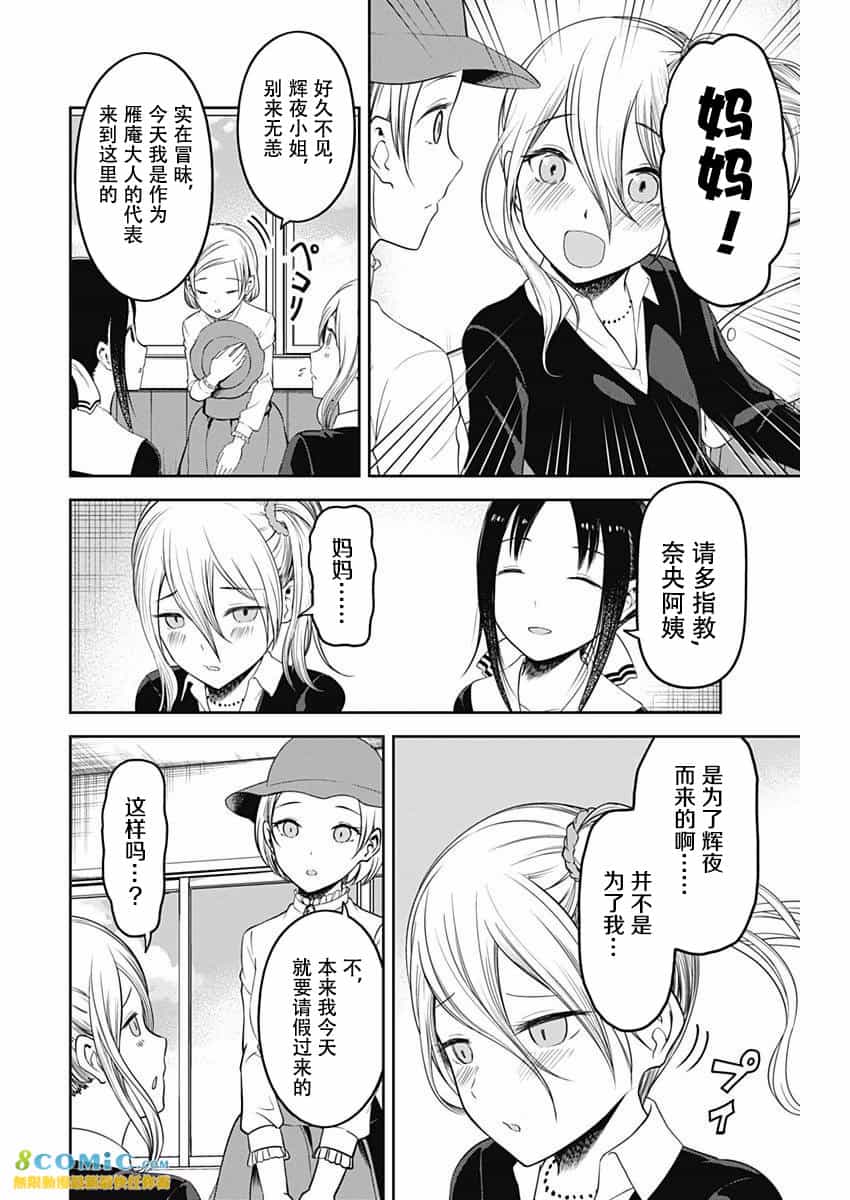 妈妈!
好久不见,
辉夜小姐,
别来无恙
实在冒昧,
今天我是作为
雁庵大人的代表
来到这里的
ペコリ
请多指教,
奈央阿姨
妈妈……
是为了辉夜
而来的啊……
并不是
为了我…
プイ
不,
本来我今天
就要请假过来的
这样吗…?
8COMIC.COM